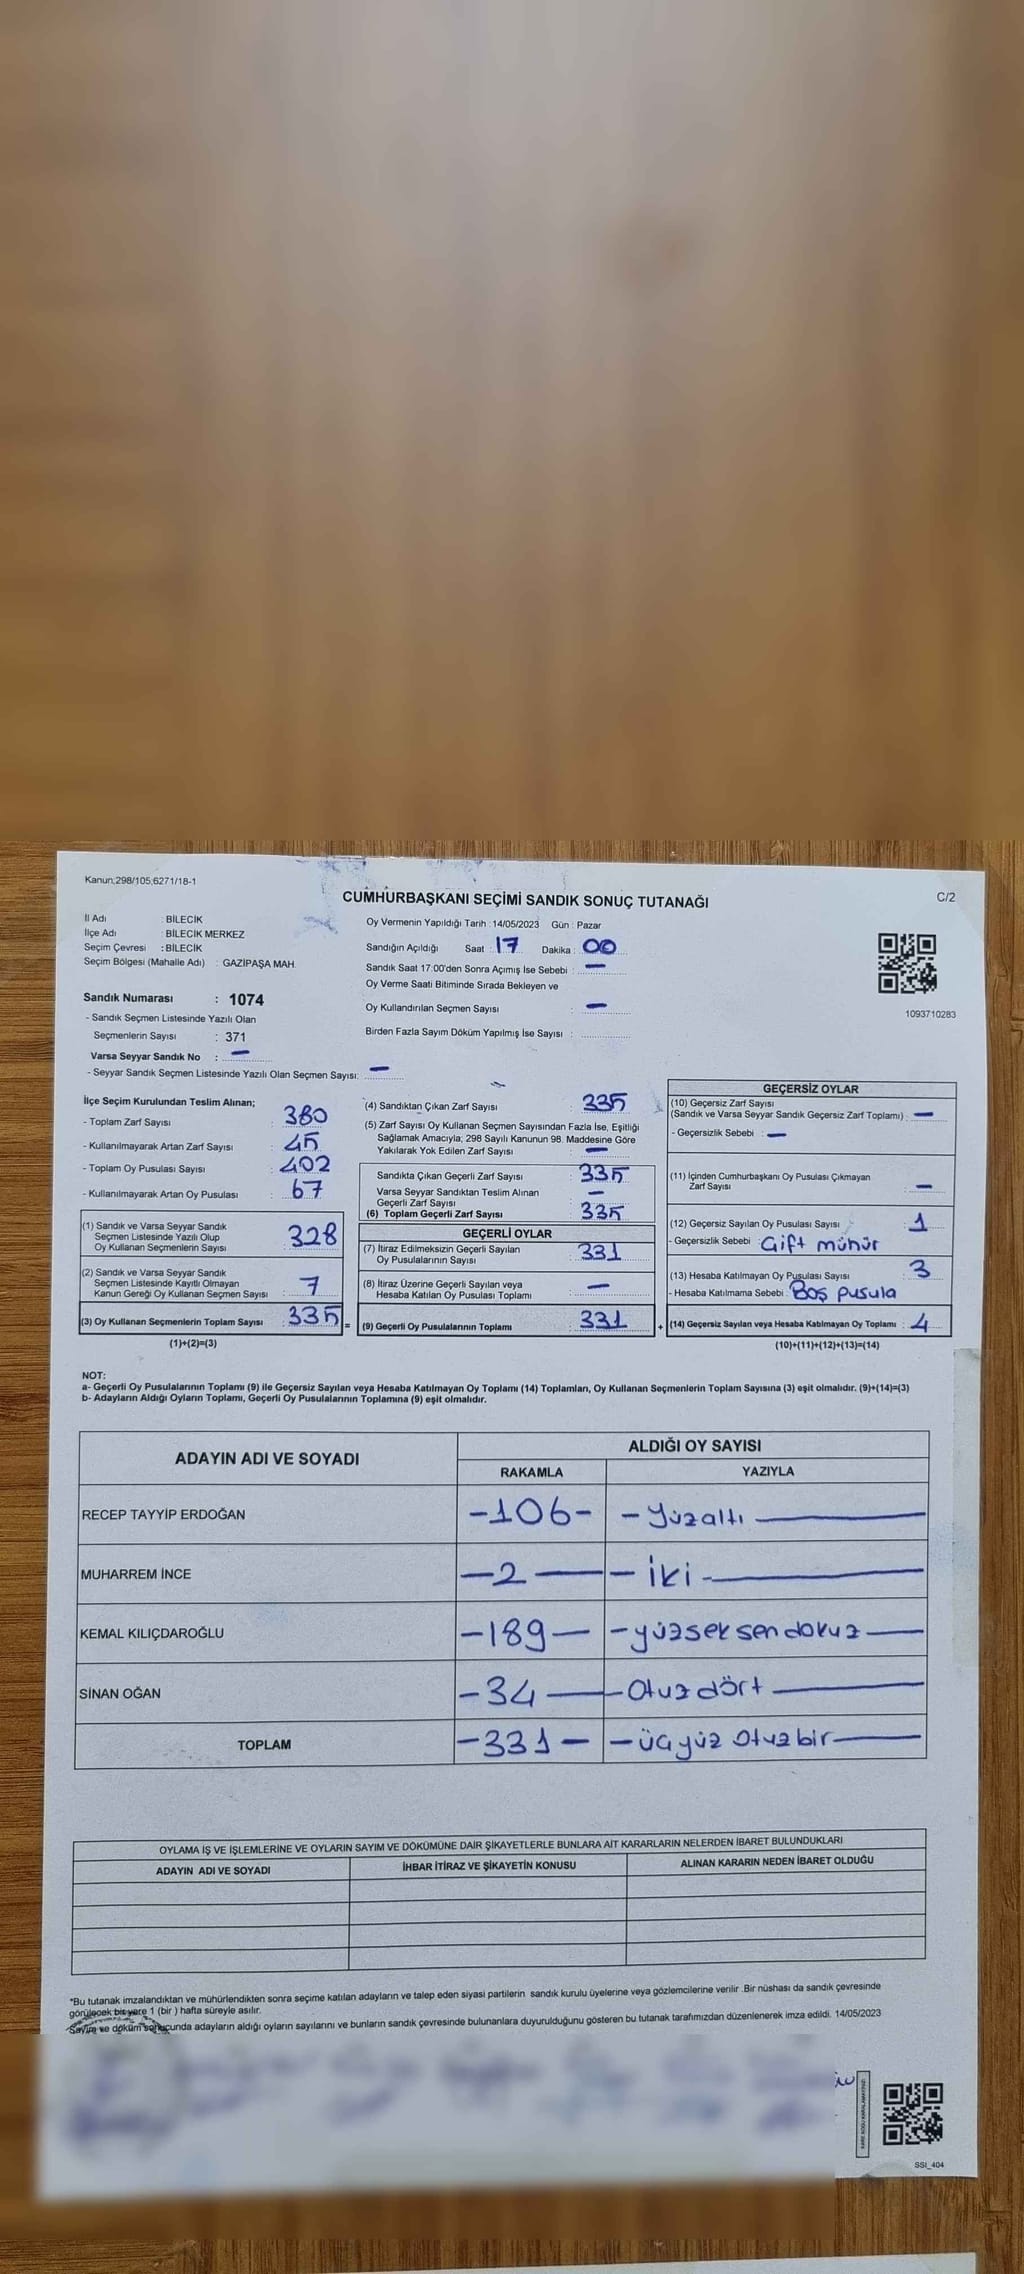 Kanun;298/105,6271/18-1
CUMHURBAŞKANI SEÇİMİ SANDIK SONUÇ TUTANAĞI
C/2
İl Adı : BİLECİK
İlçe Adı : BİLECİK MERKEZ
Seçim Çevresi : BİLECİK
Seçim Bölgesi (Mahalle Adı) : GAZİPAŞA MAH.
Sandık Numarası : 1074
- Sandık Seçmen Listesinde Yazılı Olan
Seçmenlerin Sayısı : 371
Varsa Seyyar Sandık No : –
- Seyyar Sandık Seçmen Listesinde Yazılı Olan Seçmen Sayısı: –
Oy Vermenin Yapıldığı Tarih : 14/05/2023 Gün : Pazar
Sandığın Açıldığı Saat : 17 Dakika : 00
Sandık Saat 17:00'den Sonra Açımış İse Sebebi : –
Oy Verme Saati Bitiminde Sırada Bekleyen ve
Oy Kullandırılan Seçmen Sayısı : –
Birden Fazla Sayım Döküm Yapılmış İse Sayısı :
1093710283
İlçe Seçim Kurulundan Teslim Alınan;
- Toplam Zarf Sayısı : 380
- Kullanılmayarak Artan Zarf Sayısı : 45
- Toplam Oy Pusulası Sayısı : 402
- Kullanılmayarak Artan Oy Pusulası : 67
(1) Sandık ve Varsa Seyyar Sandık
Seçmen Listesinde Yazılı Olup
Oy Kullanan Seçmenlerin Sayısı : 328
(2) Sandık ve Varsa Seyyar Sandık
Seçmen Listesinde Kayıtlı Olmayan
Kanun Gereği Oy Kullanan Seçmen Sayısı : 7
(3) Oy Kullanan Seçmenlerin Toplam Sayısı : 335 =
(1)+(2)=(3)
(4) Sandıktan Çıkan Zarf Sayısı : 335
(5) Zarf Sayısı Oy Kullanan Seçmen Sayısından Fazla İse, Eşitliği
Sağlamak Amacıyla; 298 Sayılı Kanunun 98. Maddesine Göre
Yakılarak Yok Edilen Zarf Sayısı : –
Sandıkta Çıkan Geçerli Zarf Sayısı : 335
Varsa Seyyar Sandıktan Teslim Alınan
Geçerli Zarf Sayısı : –
(6) Toplam Geçerli Zarf Sayısı : 335
GEÇERLİ OYLAR
(7) İtiraz Edilmeksizin Geçerli Sayılan
Oy Pusulalarının Sayısı : 331
(8) İtiraz Üzerine Geçerli Sayılan veya
Hesaba Katılan Oy Pusulası Toplamı : –
(9) Geçerli Oy Pusulalarının Toplamı : 331 +
GEÇERSİZ OYLAR
(10) Geçersiz Zarf Sayısı
(Sandık ve Varsa Seyyar Sandık Geçersiz Zarf Toplamı) : –
- Geçersizlik Sebebi : –
(11) İçinden Cumhurbaşkanı Oy Pusulası Çıkmayan
Zarf Sayısı : –
(12) Geçersiz Sayılan Oy Pusulası Sayısı : 1
- Geçersizlik Sebebi : Çift mühür
(13) Hesaba Katılmayan Oy Pusulası Sayısı : 3
- Hesaba Katılmama Sebebi : Boş pusula
(14) Geçersiz Sayılan veya Hesaba Katılmayan Oy Toplamı : 4
(10)+(11)+(12)+(13)=(14)
NOT:
a- Geçerli Oy Pusulalarının Toplamı (9) ile Geçersiz Sayılan veya Hesaba Katılmayan Oy Toplamı (14) Toplamları, Oy Kullanan Seçmenlerin Toplam Sayısına (3) eşit olmalıdır. (9)+(14)=(3)
b- Adayların Aldığı Oyların Toplamı, Geçerli Oy Pusulalarının Toplamına (9) eşit olmalıdır.
ADAYIN ADI VE SOYADI
ALDIĞI OY SAYISI
RAKAMLA YAZIYLA
RECEP TAYYİP ERDOĞAN -106- - Yüzaltı
MUHARREM İNCE -2- - İki
KEMAL KILIÇDAROĞLU -189- -yüzseksendokuz
SİNAN OĞAN -34- -Otuzdört
TOPLAM -331- -üçyüz otuzbir
OYLAMA İŞ VE İŞLEMLERİNE VE OYLARIN SAYIM VE DÖKÜMÜNE DAİR ŞİKAYETLERLE BUNLARA AİT KARARLARIN NELERDEN İBARET BULUNDUKLARI
ADAYIN ADI VE SOYADI İHBAR İTİRAZ VE ŞİKAYETİN KONUSU ALINAN KARARIN NEDEN İBARET OLDUĞU
*Bu tutanak imzalandıktan ve mühürlendikten sonra seçime katılan adayların ve talep eden siyasi partilerin sandık kurulu üyelerine veya gözlemcilerine verilir .Bir nüshası da sandık çevresinde
görülecek bir yere 1 (bir ) hafta süreyle asılır.
Sayım ve döküm sonucunda adayların aldığı oyların sayılarını ve bunların sandık çevresinde bulunanlara duyurulduğunu gösteren bu tutanak tarafımızdan düzenlenerek imza edildi. 14/05/2023
SSI_404